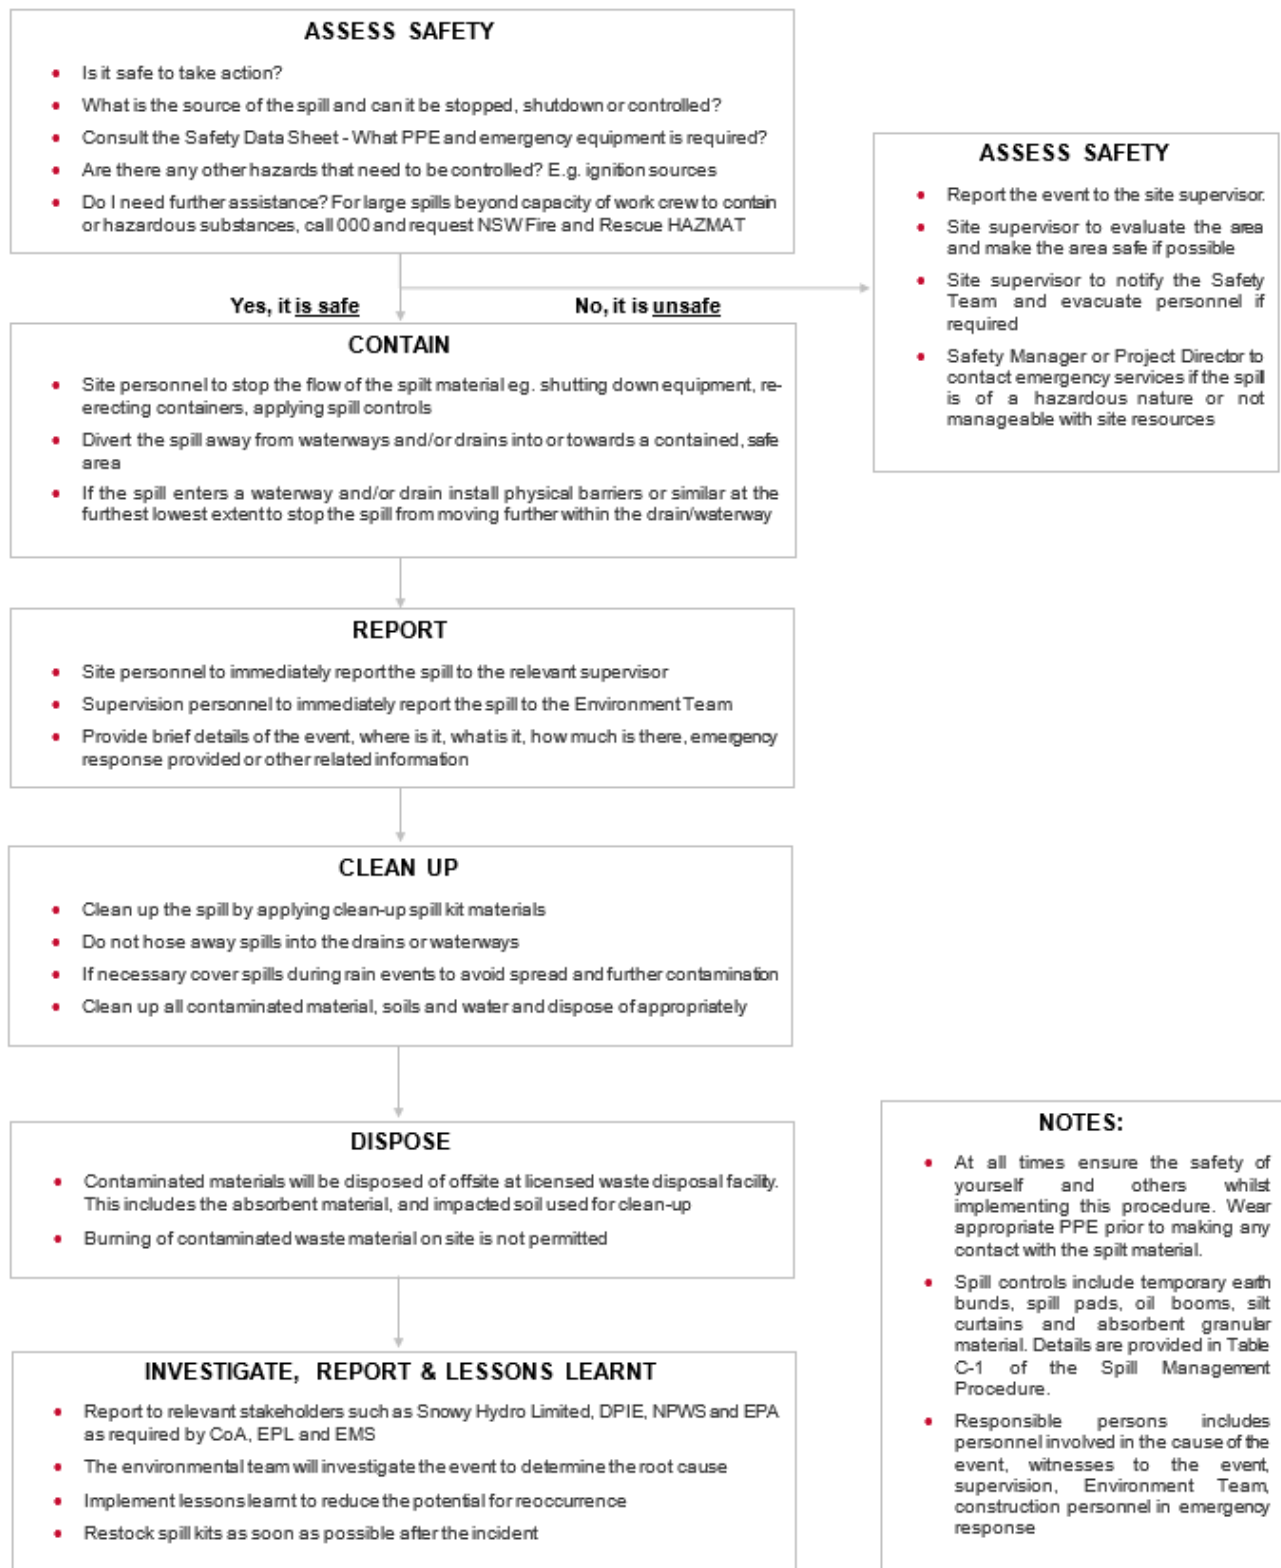 ASSESS SAFETY
• Is it safe to take action?
• What is the source of the spill and can it be stopped, shutdown or controlled?
• Consult the Safety Data Sheet - What PPE and emergency equipment is required?
• Are there any other hazards that need to be controlled? E.g. ignition sources
• Do I need further assistance? For large spills beyond capacity of work crew to contain
or hazardous substances, call 000 and request NSW Fire and Rescue HAZMAT
Yes, it is safe
No, it is unsafe
ASSESS SAFETY
• Report the event to the site supervisor.
• Site supervisor to evaluate the area
and make the area safe if possible
• Site supervisor to notify the Safety
Team and evacuate personnel if
required
• Safety Manager or Project Director to
contact emergency services if the spill
is of a hazardous nature or not
manageable with site resources
CONTAIN
• Site personnel to stop the flow of the spilt material eg. shutting down equipment, re-
erecting containers, applying spill controls
• Divert the spill away from waterways and/or drains into or towards a contained, safe
area
• If the spill enters a waterway and/or drain install physical barriers or similar at the
furthest lowest extent to stop the spill from moving further within the drain/waterway
REPORT
• Site personnel to immediately report the spill to the relevant supervisor
• Supervision personnel to immediately report the spill to the Environment Team
• Provide brief details of the event, where is it, what is it, how much is there, emergency
response provided or other related information
CLEAN UP
• Clean up the spill by applying clean-up spill kit materials
• Do not hose away spills into the drains or waterways
• If necessary cover spills during rain events to avoid spread and further contamination
• Clean up all contaminated material, soils and water and dispose of appropriately
DISPOSE
• Contaminated materials will be disposed of offsite at licensed waste disposal facility.
This includes the absorbent material, and impacted soil used for clean-up
• Burning of contaminated waste material on site is not permitted
INVESTIGATE, REPORT & LESSONS LEARNT
• Report to relevant stakeholders such as Snowy Hydro Limited, DPIE, NPWS and EPA
as required by CoA, EPL and EMS
• The environmental team will investigate the event to determine the root cause
• Implement lessons learnt to reduce the potential for reoccurrence
• Restock spill kits as soon as possible after the incident
NOTES:
• At all times ensure the safety of
yourself and others whilst
implementing this procedure. Wear
appropriate PPE prior to making any
contact with the spilt material.
• Spill controls include temporary earth
bunds, spill pads, oil booms, silt
curtains and absorbent granular
material. Details are provided in Table
C-1 of the Spill Management
Procedure.
• Responsible persons includes
personnel involved in the cause of the
event, witnesses to the event,
supervision, Environment Team,
construction personnel in emergency
response